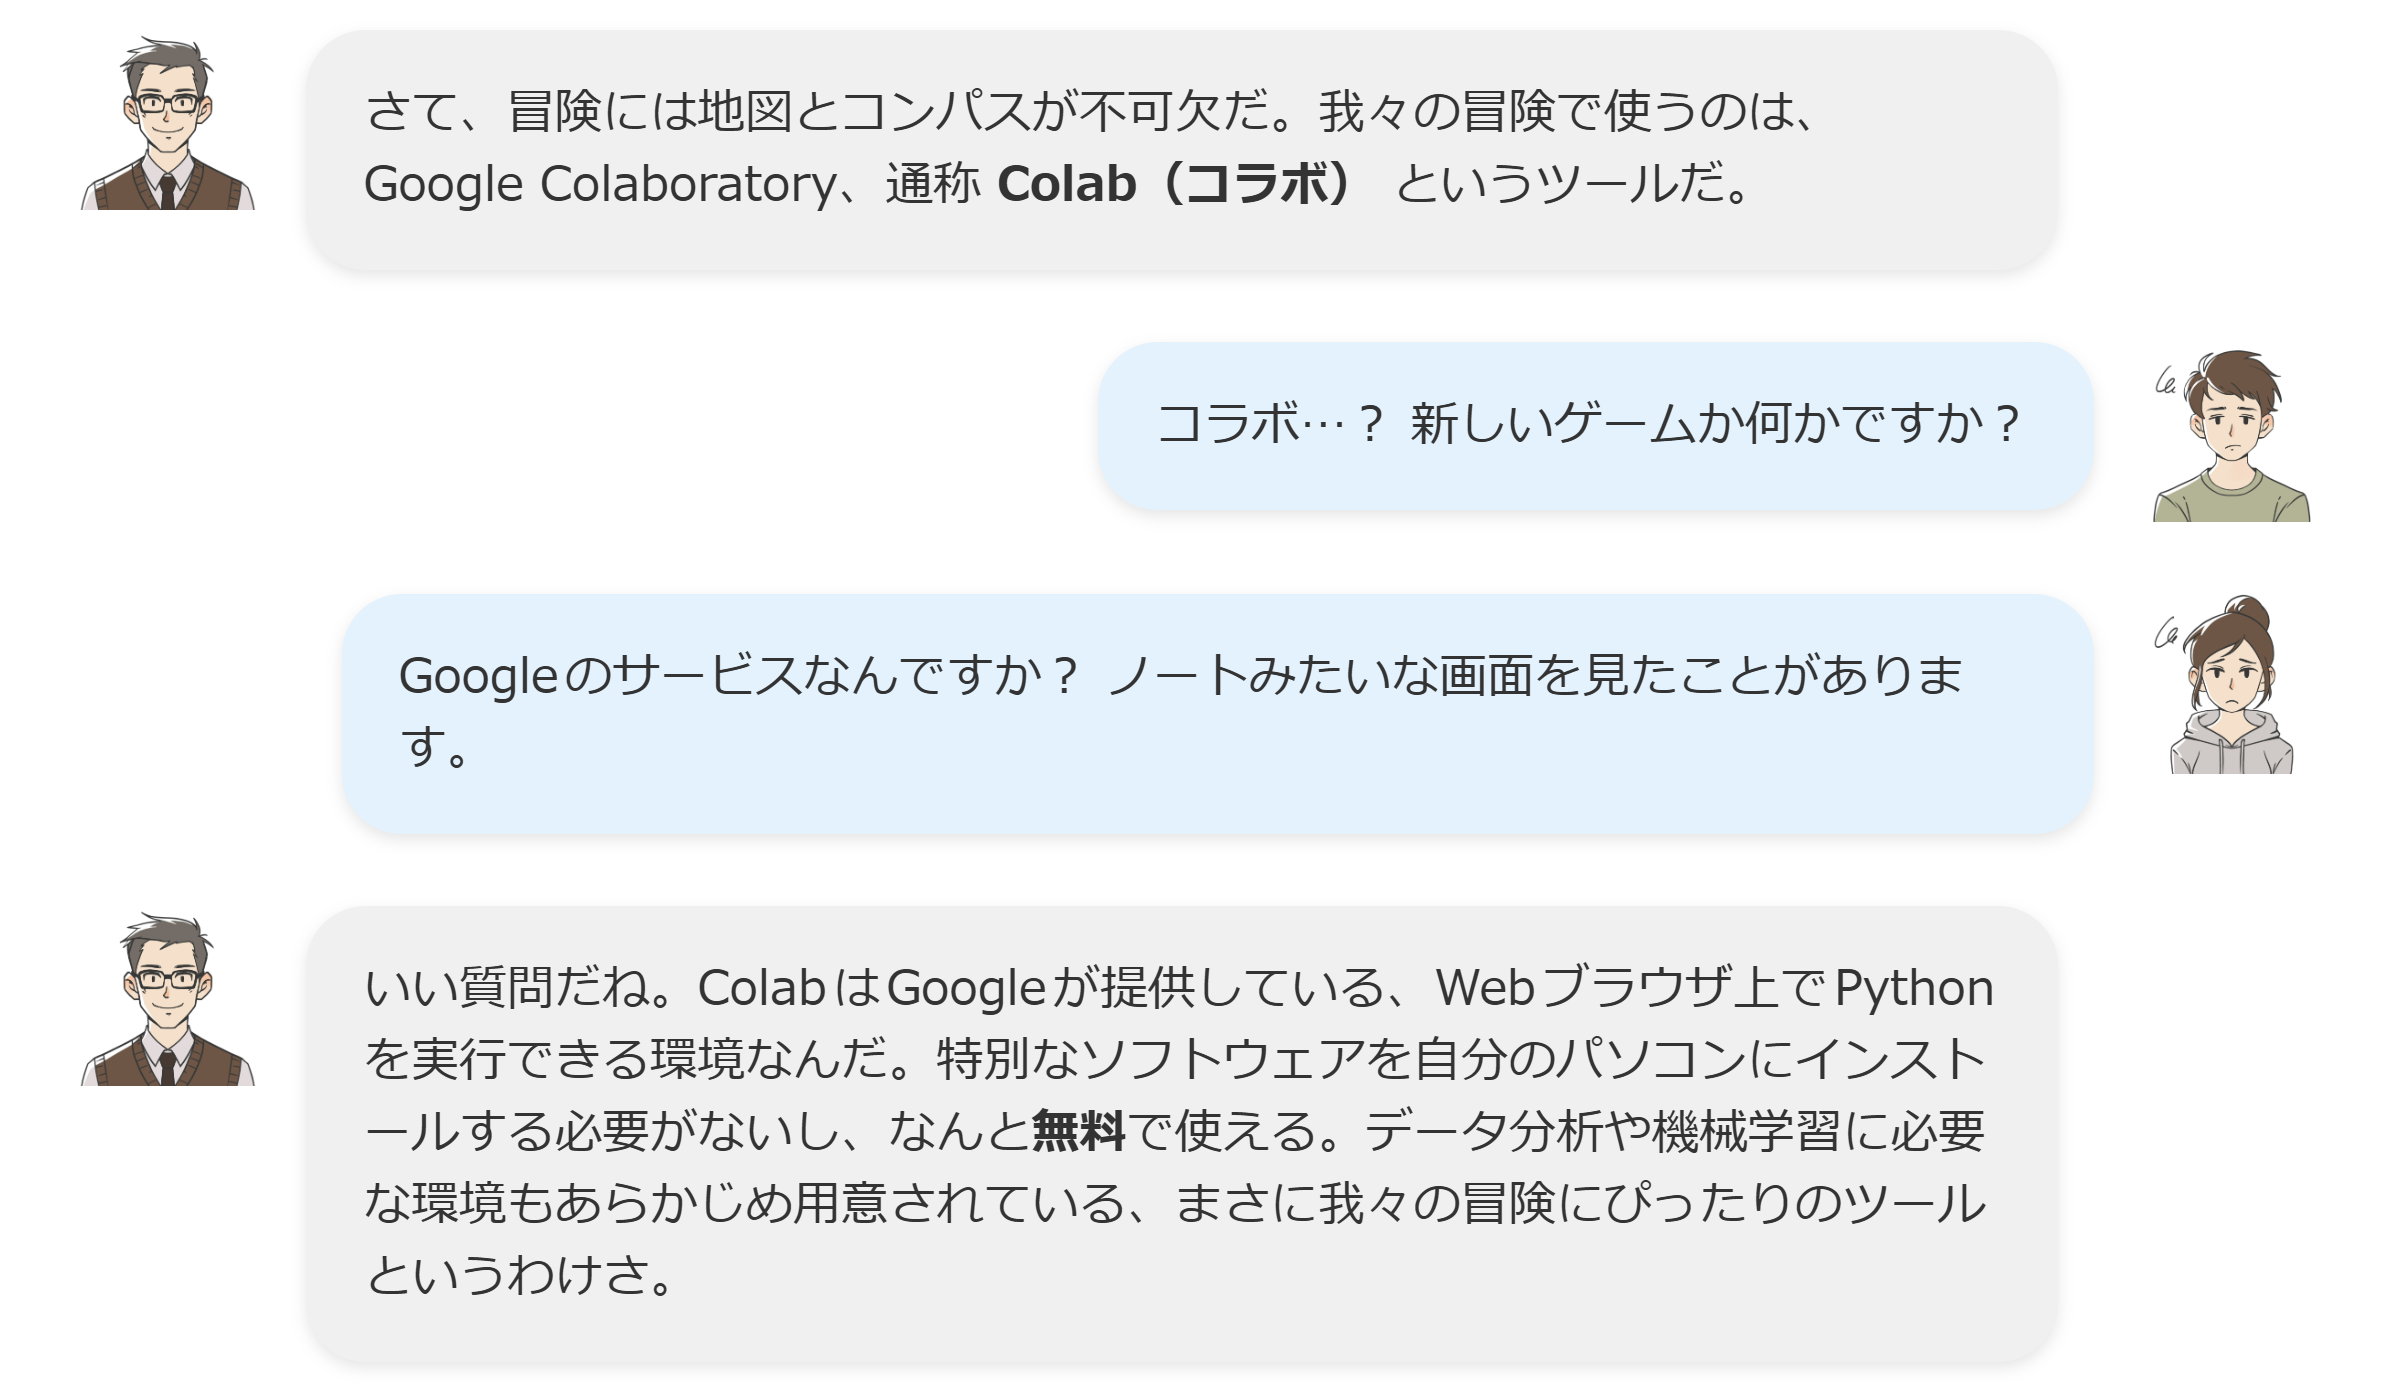 さて、冒険には地図とコンパスが不可欠だ。我々の冒険で使うのは、
Google Colaboratory、通称 Colab（コラボ） というツールだ。
コラボ…？ 新しいゲームか何かですか？
Googleのサービスなんですか？ ノートみたいな画面を見たことがありま
す。
いい質問だね。ColabはGoogleが提供している、Webブラウザ上でPython
を実行できる環境なんだ。特別なソフトウェアを自分のパソコンにインスト
ールする必要がないし、なんと無料で使える。データ分析や機械学習に必要
な環境もあらかじめ用意されている、まさに我々の冒険にぴったりのツール
というわけさ。